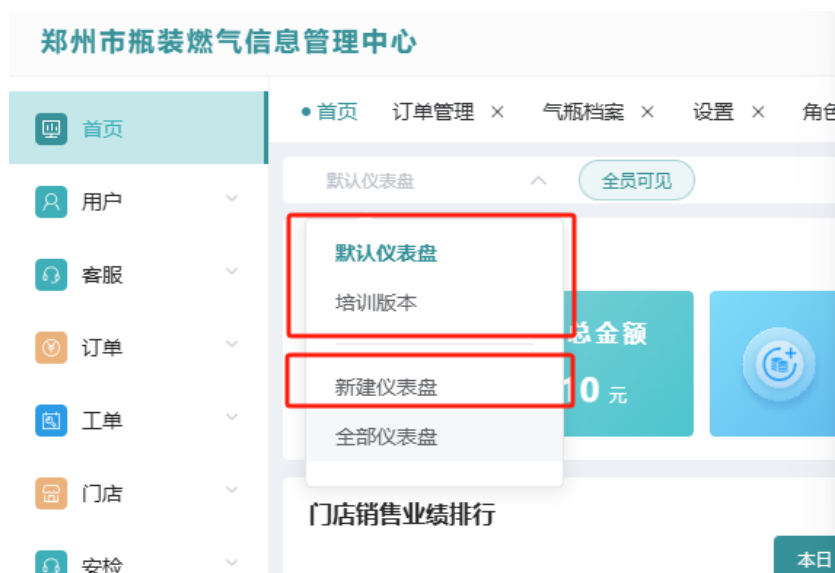 郑州市瓶装燃气信息管理中心
首页
用户
客服
订单
工单
门店
安检
首页 订单管理 × 气瓶档案 × 设置 × 角色
默认仪表盘 全员可见
默认仪表盘
培训版本
新建仪表盘
全部仪表盘
总金额
10 元
门店销售业绩排行
本日